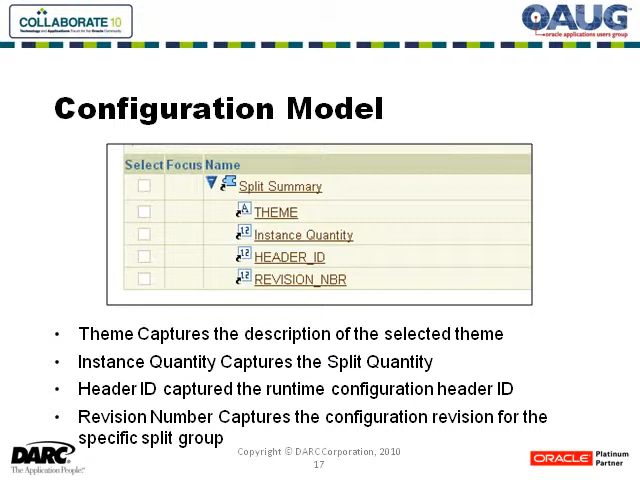 COLLABORATE 10
Technology and Applications Forum for the Oracle Community
OAUG
oracle applications users group
Configuration Model
Select Focus Name
Split Summary
A THEME
12 Instance Quantity
12 HEADER_ID
12 REVISION_NBR
• Theme Captures the description of the selected theme
• Instance Quantity Captures the Split Quantity
• Header ID captured the runtime configuration header ID
• Revision Number Captures the configuration revision for the
specific split group
Copyright © DARC Corporation, 2010
17
DARC
The Application People.
ORACLE Platinum
Partner